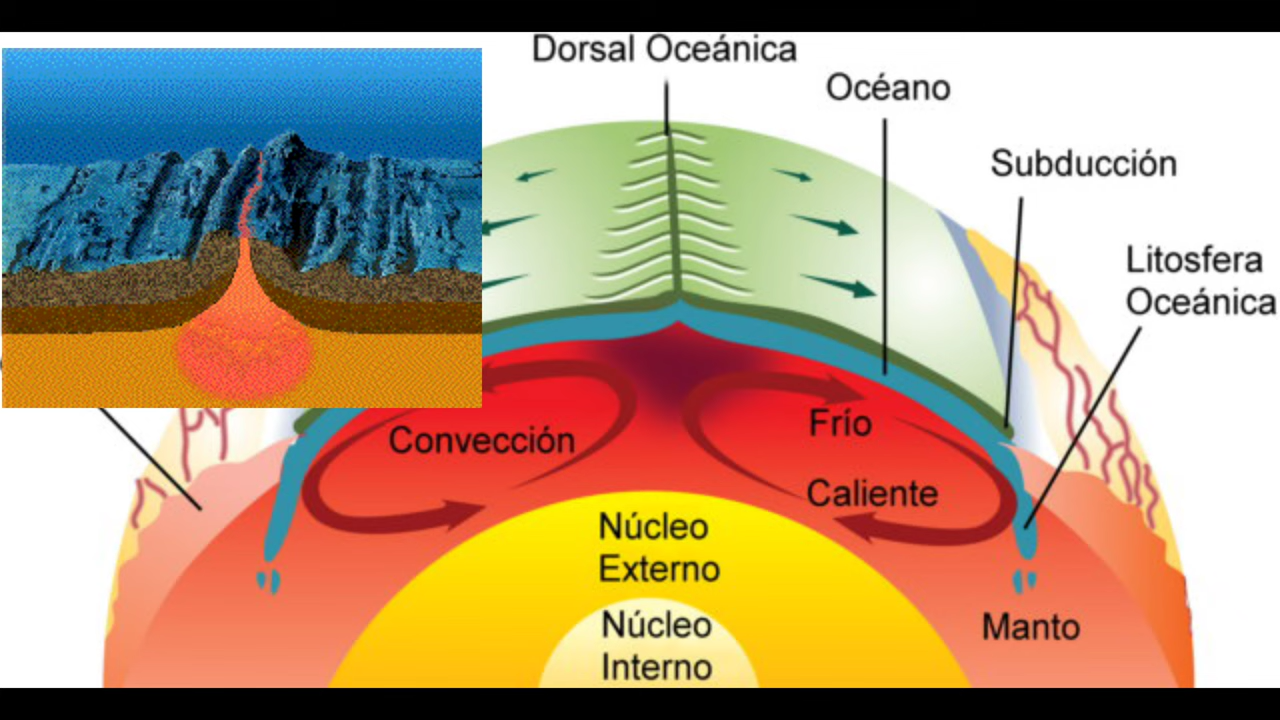 Dorsal Oceánica
Océano
Subducción
Litosfera
Oceánica
Convección
Frío
Caliente
Núcleo
Externo
Núcleo
Interno
Manto